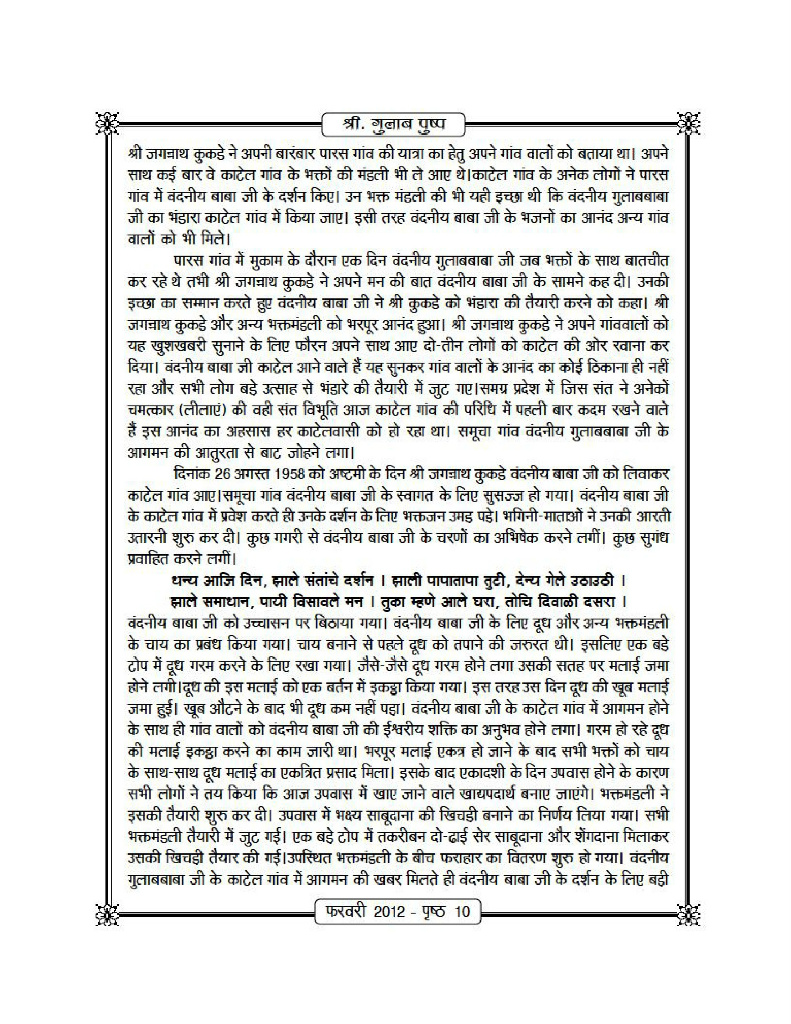 श्री. गुलाब पुष्प
श्री जगन्नाथ कुकडे ने अपनी बारंबार पारस गांव की यात्रा का हेतु अपने गांव वालों को बताया था। अपने
साथ कई बार वे काटेल गांव के भक्तों की मंडली भी ले आए थे।काटेल गांव के अनेक लोगों ने पारस
गांव में वंदनीय बाबा जी के दर्शन किए। उन भक्त मंडली की भी यही इच्छा थी कि वंदनीय गुलाबबाबा
जी का भंडारा काटेल गांव में किया जाए। इसी तरह वंदनीय बाबा जी के भजनों का आनंद अन्य गांव
वालों को भी मिले।
पारस गांव में मुकाम के दौरान एक दिन वंदनीय गुलाबबाबा जी जब भक्तों के साथ बातचीत
कर रहे थे तभी श्री जगन्नाथ कुकडे ने अपने मन की बात वंदनीय बाबा जी के सामने कह दी। उनकी
इच्छा का सम्मान करते हुए वंदनीय बाबा जी ने श्री कुकडे को भंडारा की तैयारी करने को कहा। श्री
जगन्नाथ कुकडे और अन्य भक्तमंडली को भरपूर आनंद हुआ। श्री जगन्नाथ कुकडे ने अपने गांववालों को
यह खुशखबरी सुनाने के लिए फौरन अपने साथ आए दो-तीन लोगों को काटेल की ओर रवाना कर
दिया। वंदनीय बाबा जी काटेल आने वाले हैं यह सुनकर गांव वालों के आनंद का कोई ठिकाना ही नहीं
रहा और सभी लोग बड़े उत्साह से भंडारे की तैयारी में जुट गए।समग्र प्रदेश में जिस संत ने अनेकों
चमत्कार (लीलाएं) की वही संत विभूति आज काटेल गांव की परिधि में पहली बार कदम रखने वाले
हैं इस आनंद का अहसास हर काटेलवासी को हो रहा था। समूचा गांव वंदनीय गुलाबबाबा जी के
आगमन की आतुरता से बाट जोहने लगा।
दिनांक 26 अगस्त 1958 को अष्टमी के दिन श्री जगन्नाथ कुकडे वंदनीय बाबा जी को लिवाकर
काटेल गांव आए।समूचा गांव वंदनीय बाबा जी के स्वागत के लिए सुसज्ज हो गया। वंदनीय बाबा जी
के काटेल गांव में प्रवेश करते ही उनके दर्शन के लिए भक्तजन उमड़ पड़े। भगिनी-माताओं ने उनकी आरती
उतारनी शुरु कर दी। कुछ गगरी से वंदनीय बाबा जी के चरणों का अभिषेक करने लगीं। कुछ सुगंध
प्रवाहित करने लगीं।
धन्य आजि दिन, झाले संतांचे दर्शन । झाली पापातापा तुटी, देन्य गेले उठाउठी ।
झाले समाधान, पायी विसावले मन । तुका म्हणे आले घरा, तोचि दिवाळी दसरा ।
वंदनीय बाबा जी को उच्चासन पर बिठाया गया। वंदनीय बाबा जी के लिए दूध और अन्य भक्तमंडली
के चाय का प्रबंध किया गया। चाय बनाने से पहले दूध को तपाने की जरुरत थी। इसलिए एक बड़े
टोप में दूध गरम करने के लिए रखा गया। जैसे-जैसे दूध गरम होने लगा उसकी सतह पर मलाई जमा
होने लगी।दूध की इस मलाई को एक बर्तन में इकठ्ठा किया गया। इस तरह उस दिन दूध की खूब मलाई
जमा हुई। खूब औटने के बाद भी दूध कम नहीं पड़ा। वंदनीय बाबा जी के काटेल गांव में आगमन होने
के साथ ही गांव वालों को वंदनीय बाबा जी की ईश्वरीय शक्ति का अनुभव होने लगा। गरम हो रहे दूध
की मलाई इकठ्ठा करने का काम जारी था। भरपूर मलाई एकत्र हो जाने के बाद सभी भक्तों को चाय
के साथ-साथ दूध मलाई का एकत्रित प्रसाद मिला। इसके बाद एकादशी के दिन उपवास होने के कारण
सभी लोगों ने तय किया कि आज उपवास में खाए जाने वाले खाद्यपदार्थ बनाए जाएंगे। भक्तमंडली ने
इसकी तैयारी शुरु कर दी। उपवास में भक्ष्य साबूदाना की खिचड़ी बनाने का निर्णय लिया गया। सभी
भक्तमंडली तैयारी में जुट गई। एक बड़े टोप में तकरीबन दो-ढाई सेर साबूदाना और शेंगदाना मिलाकर
उसकी खिचड़ी तैयार की गई।उपस्थित भक्तमंडली के बीच फराहार का वितरण शुरु हो गया। वंदनीय
गुलाबबाबा जी के काटेल गांव में आगमन की खबर मिलते ही वंदनीय बाबा जी के दर्शन के लिए बड़ी
फरवरी 2012 - पृष्ठ 10